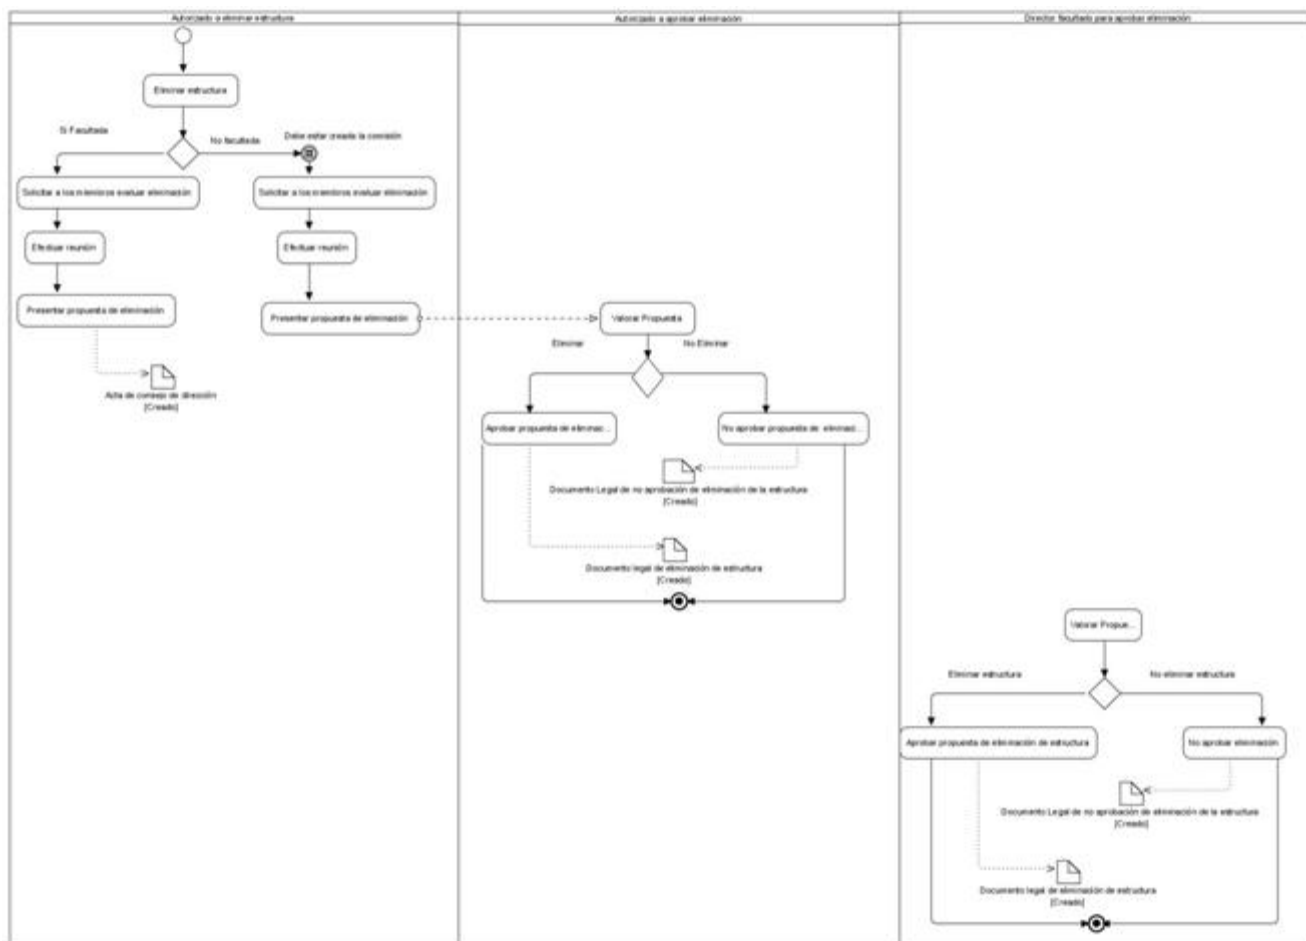 Autorizado a eliminar estructura
Autorizado a aprobar eliminación
Director facultado para aprobar eliminación
Eliminar estructura
Si Facultada
No facultada
Debe estar creada la comisión
Solicitar a los miembros evaluar eliminación
Solicitar a los miembros evaluar eliminación
Efectuar reunión
Efectuar reunión
Presentar propuesta de eliminación
Presentar propuesta de eliminación
Valorar Propuesta
Eliminar
No Eliminar
Acta de consejo de dirección
[Creado]
Aprobar propuesta de eliminac...
No aprobar propuesta de eliminac...
Documento Legal de no aprobación de eliminación de la estructura
[Creado]
Documento legal de eliminación de estructura
[Creado]
Valorar Propue...
Eliminar estructura
No eliminar estructura
Aprobar propuesta de eliminación de estructura
No aprobar eliminación
Documento Legal de no aprobación de eliminación de la estructura
[Creado]
Documento legal de eliminación de estructura
[Creado]